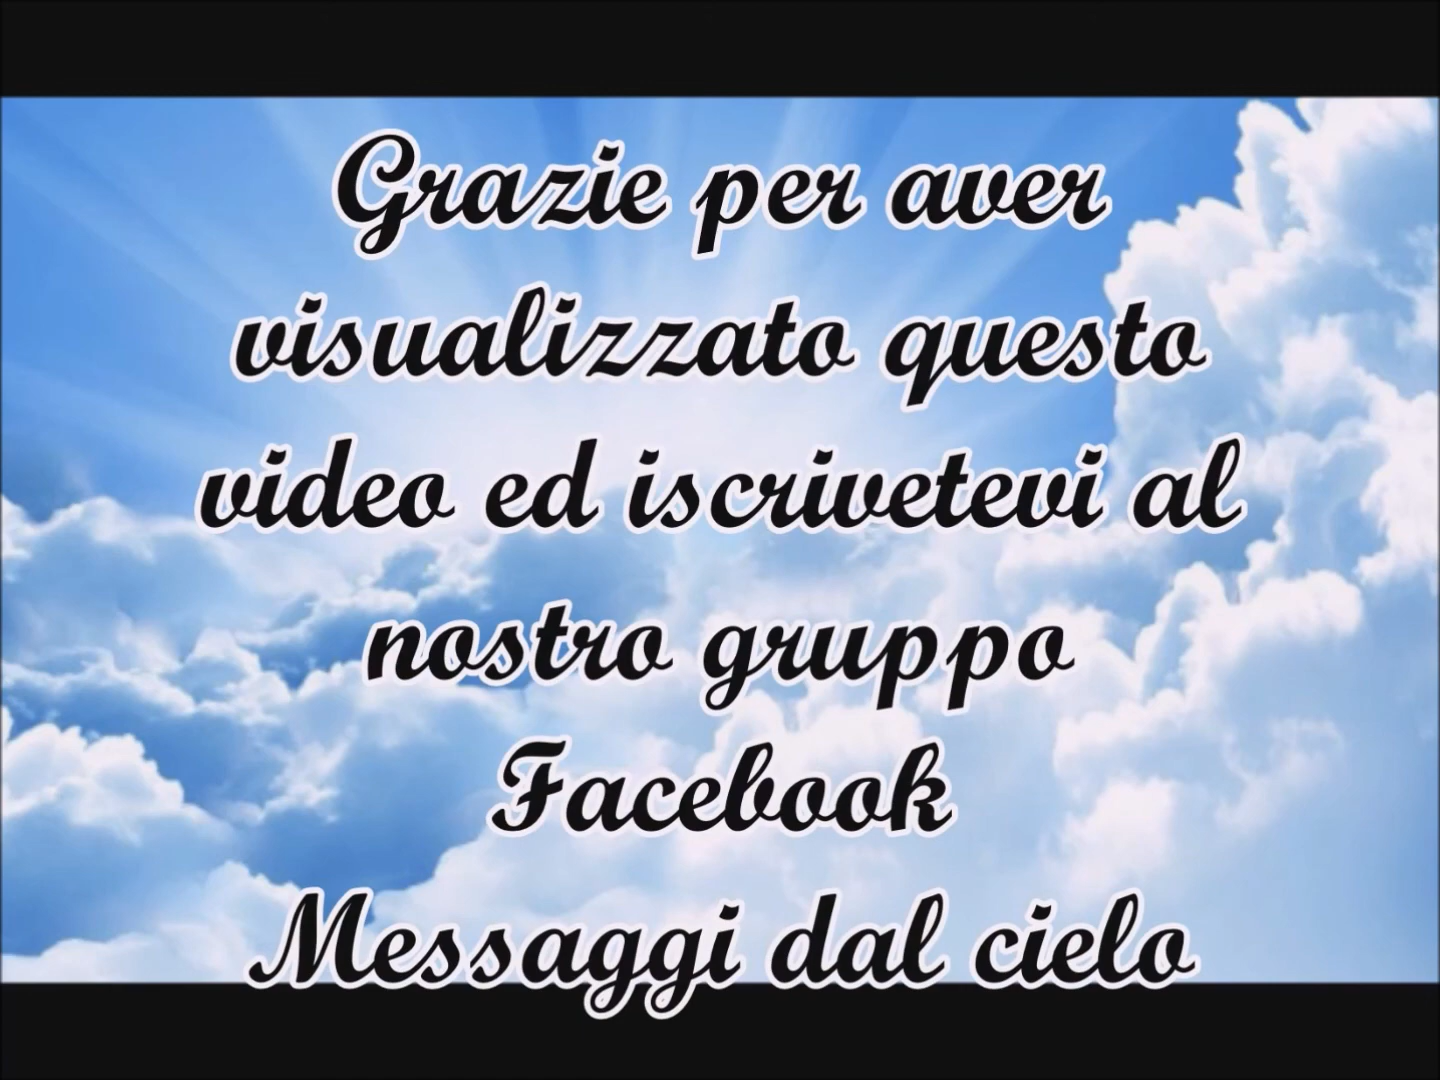 Grazie per aver
visualizzato questo
video ed iscrivetevi al
nostro gruppo
Facebook
Messaggi dal cielo